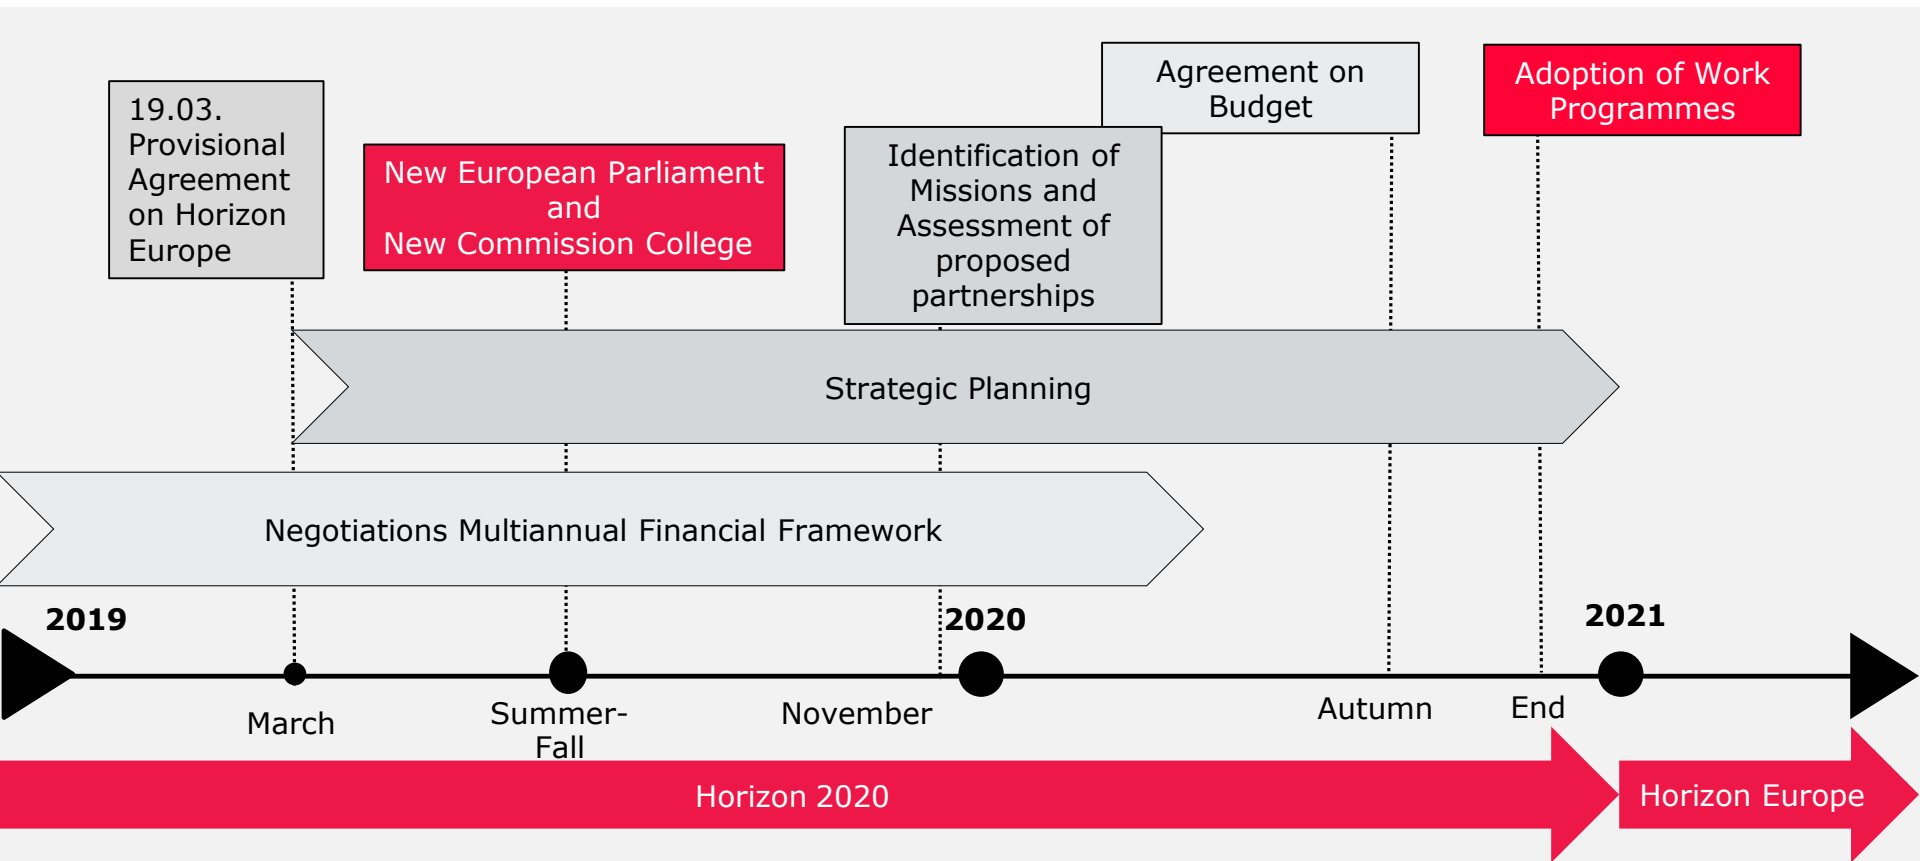 19.03.
Provisional
Agreement
on Horizon
Europe
New European Parliament
and
New Commission College
Identification of
Missions and
Assessment of
proposed
partnerships
Agreement on
Budget
Adoption of Work
Programmes
Strategic Planning
Negotiations Multiannual Financial Framework
2019
2020
2021
March
Summer-
Fall
November
Autumn
End
Horizon 2020
Horizon Europe